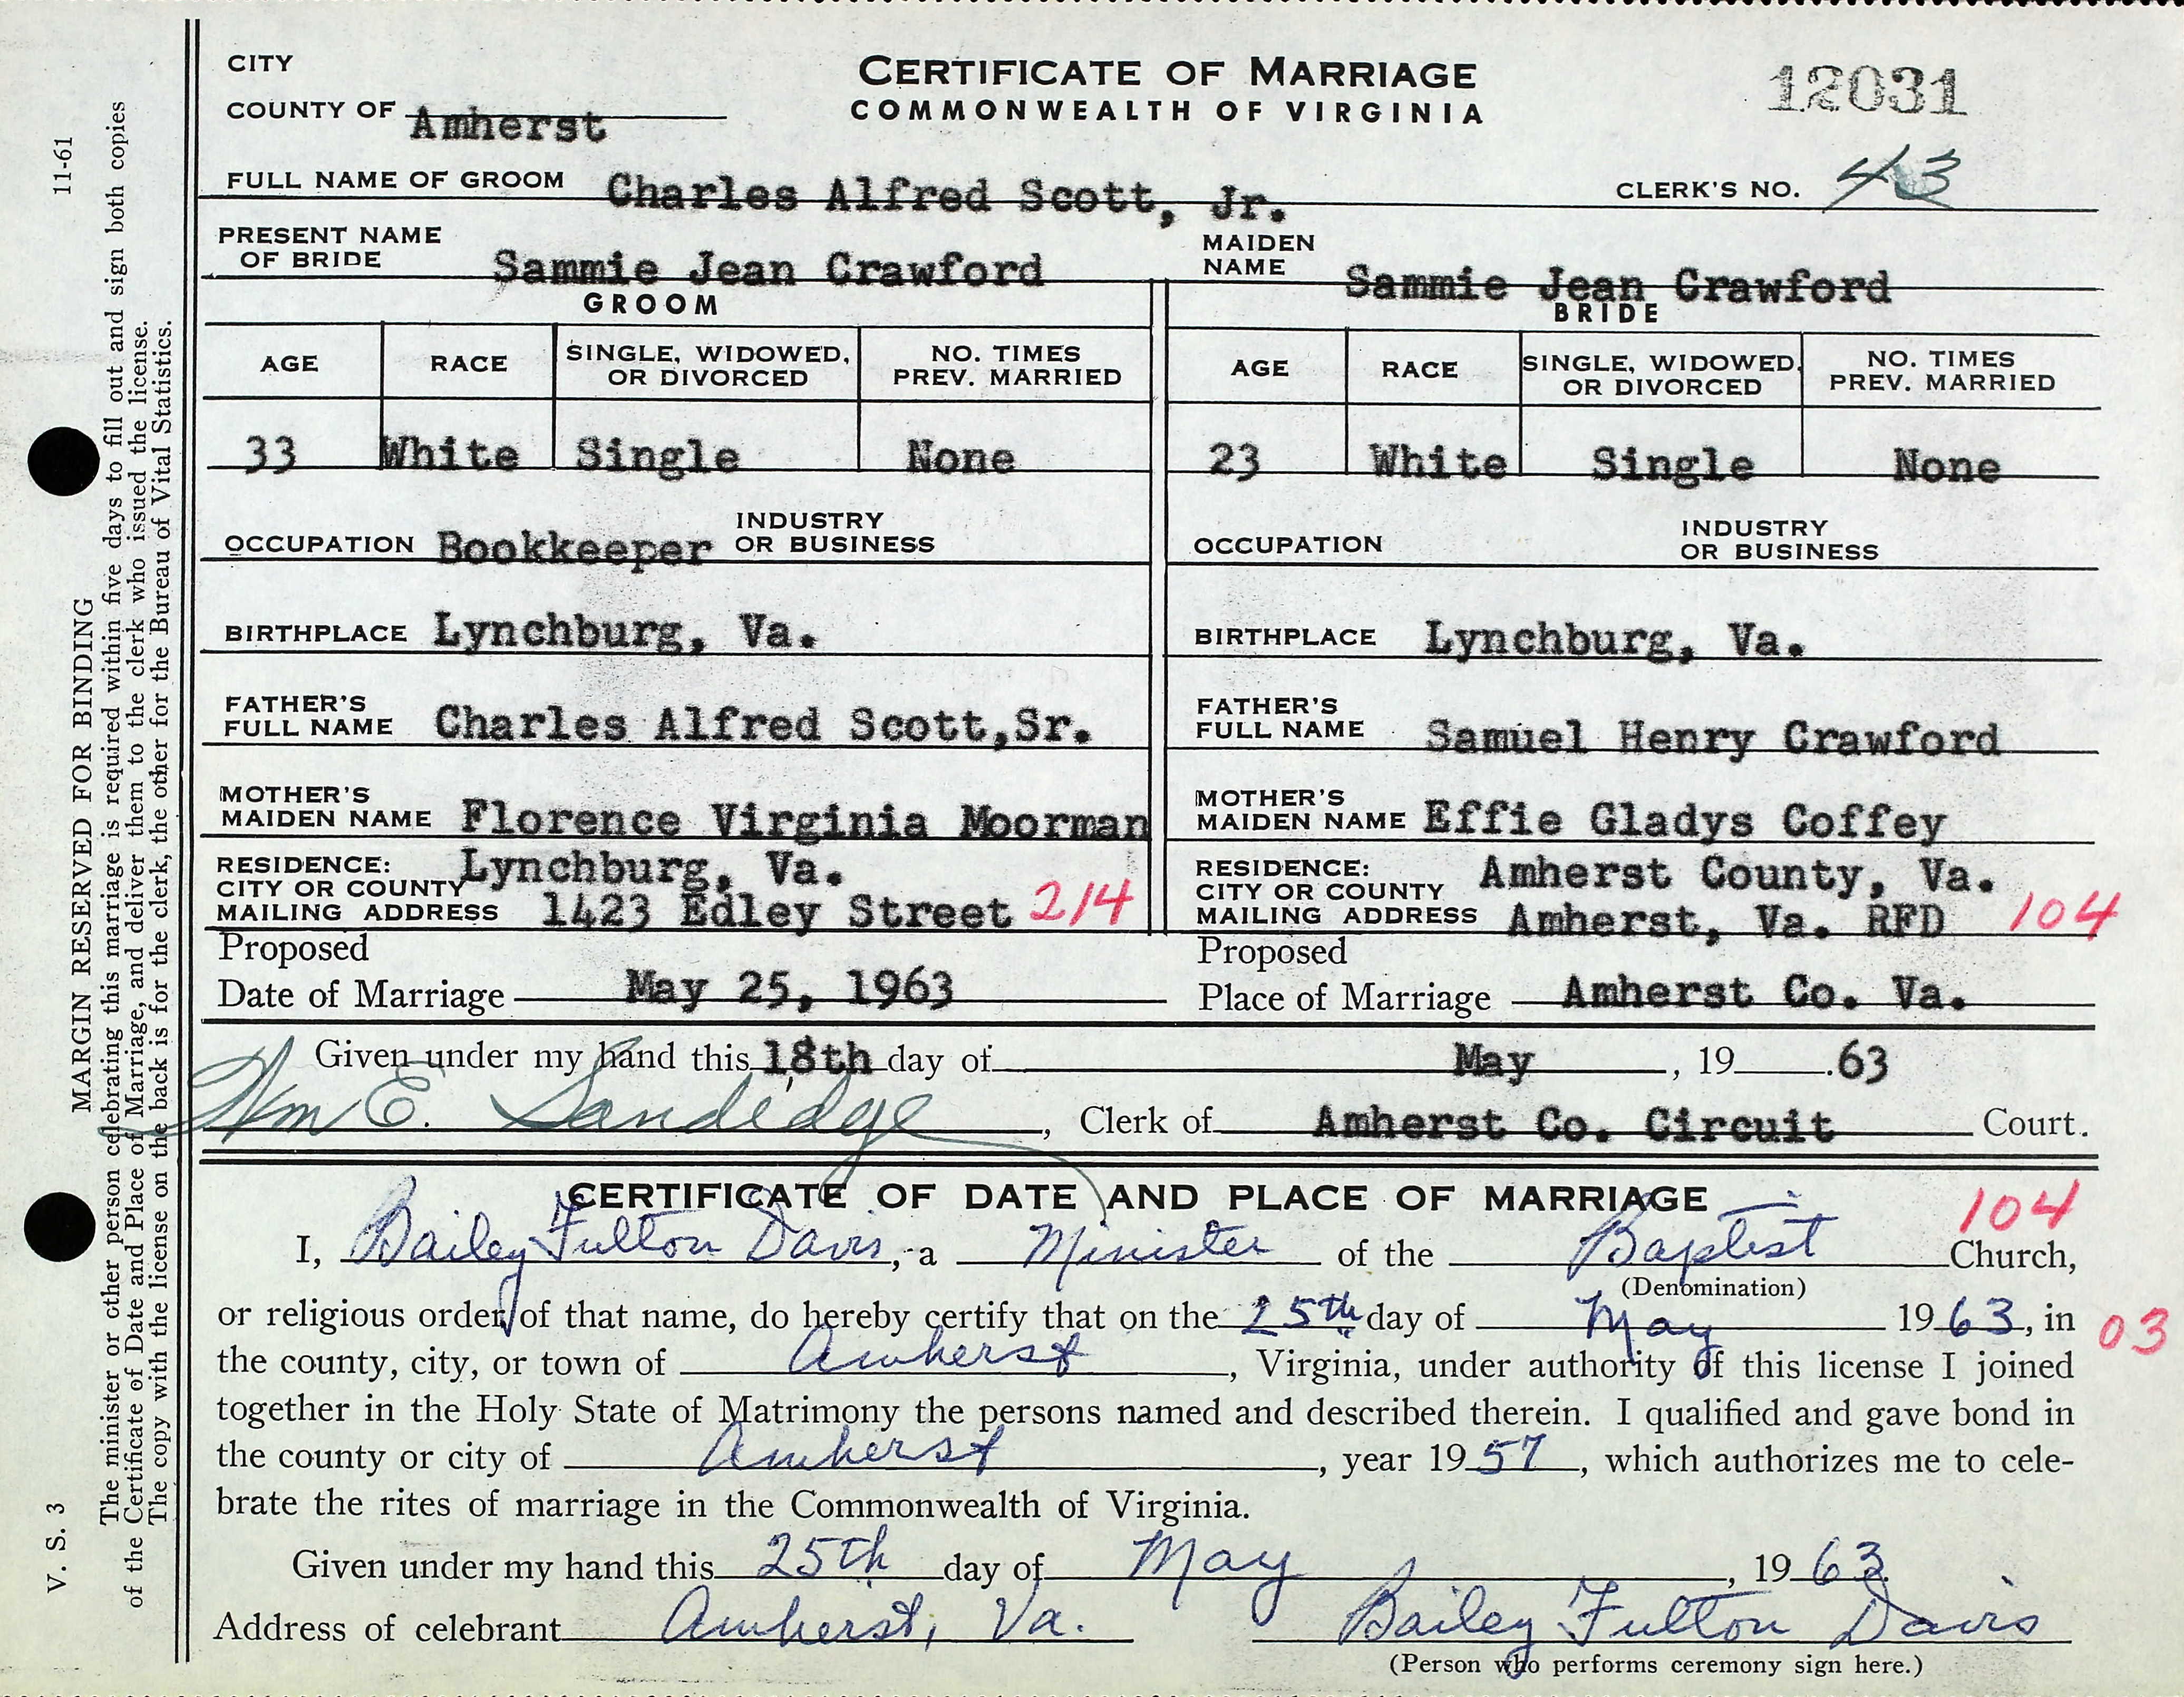 CITY
CERTIFICATE OF MARRIAGE
12031
COUNTY OF Amherst
COMMONWEALTH OF VIRGINIA
FULL NAME OF GROOM Charles Alfred Scott, Jr.
CLERK'S NO. 43
PRESENT NAME
OF BRIDE Sammie Jean Crawford
MAIDEN
NAME Sammie Jean Crawford
GROOM
BRIDE
AGE RACE SINGLE, WIDOWED, OR DIVORCED NO. TIMES PREV. MARRIED
AGE RACE SINGLE, WIDOWED, OR DIVORCED NO. TIMES PREV. MARRIED
33 White Single None
23 White Single None
OCCUPATION Bookkeeper INDUSTRY OR BUSINESS
OCCUPATION INDUSTRY OR BUSINESS
BIRTHPLACE Lynchburg, Va.
BIRTHPLACE Lynchburg, Va.
FATHER'S
FULL NAME Charles Alfred Scott,Sr.
FATHER'S
FULL NAME Samuel Henry Crawford
MOTHER'S
MAIDEN NAME Florence Virginia Moorman
MOTHER'S
MAIDEN NAME Effie Gladys Coffey
RESIDENCE:
CITY OR COUNTY Lynchburg, Va.
MAILING ADDRESS 1423 Edley Street 214
RESIDENCE:
CITY OR COUNTY Amherst County, Va.
MAILING ADDRESS Amherst, Va. RFD 104
Proposed
Date of Marriage May 25, 1963
Proposed
Place of Marriage Amherst Co. Va.
Given under my hand this 18th day of May, 19 63
Wm E. Sandidge, Clerk of Amherst Co. Circuit Court.
CERTIFICATE OF DATE AND PLACE OF MARRIAGE
104
I, Bailey Fulton Davis, a Minister of the Baptist Church,
(Denomination)
or religious order of that name, do hereby certify that on the 25th day of May 1963, in 03
the county, city, or town of Amherst, Virginia, under authority of this license I joined
together in the Holy State of Matrimony the persons named and described therein. I qualified and gave bond in
the county or city of Amherst, year 1957, which authorizes me to cele-
brate the rites of marriage in the Commonwealth of Virginia.
Given under my hand this 25th day of May, 1963
Address of celebrant Amherst, Va. Bailey Fulton Davis
(Person who performs ceremony sign here.)
V. S. 3 MARGIN RESERVED FOR BINDING 11-61
The minister or other person celebrating this marriage is required within five days to fill out and sign both copies
of the Certificate of Date and Place of Marriage, and deliver them to the clerk who issued the license.
The copy with the license on the back is for the clerk, the other for the Bureau of Vital Statistics.